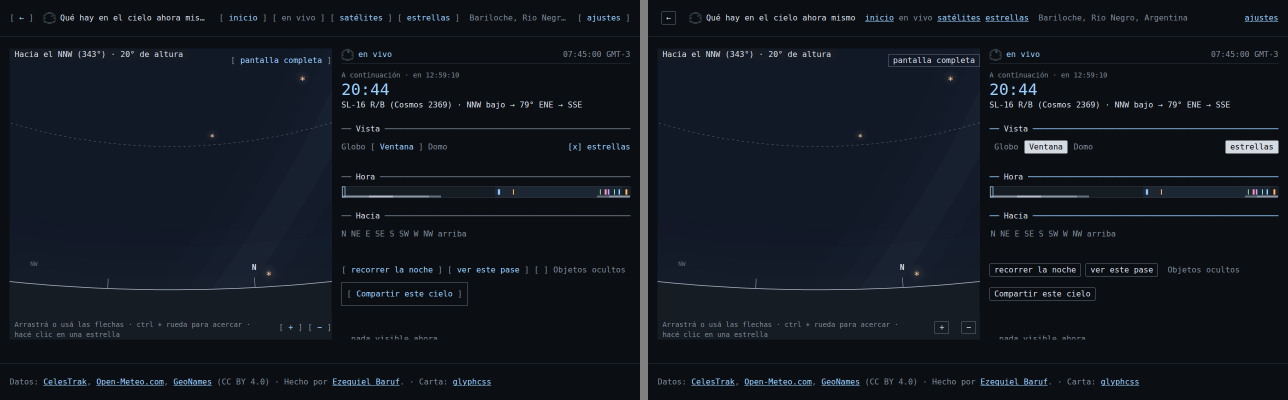 [ ← ] Qué hay en el cielo ahora mis… [ inicio ] [ en vivo ] [ satélites ] [ estrellas ] Bariloche, Río Negr… [ ajustes ]
Hacia el NNW (343°) · 20° de altura
[ pantalla completa ]
NW
N
Arrastrá o usá las flechas · ctrl + rueda para acercar ·
hacé clic en una estrella
[ + ] [ − ]
en vivo 07:45:00 GMT-3
A continuación · en 12:59:10
20:44
SL-16 R/B (Cosmos 2369) · NNW bajo → 79° ENE → SSE
Vista
Globo [ Ventana ] Domo [x] estrellas
Hora
Hacia
N NE E SE S SW W NW arriba
[ recorrer la noche ] [ ver este pase ] [ ] Objetos ocultos
[ Compartir este cielo ]
nada visible ahora
Datos: CelesTrak, Open-Meteo.com, GeoNames (CC BY 4.0) · Hecho por Ezequiel Baruf. · Carta: glyphcss
← Qué hay en el cielo ahora mismo inicio en vivo satélites estrellas Bariloche, Río Negro, Argentina ajustes
Hacia el NNW (343°) · 20° de altura
pantalla completa
NW
N
Arrastrá o usá las flechas · ctrl + rueda para acercar ·
hacé clic en una estrella
+ −
en vivo 07:45:00 GMT-3
A continuación · en 12:59:10
20:44
SL-16 R/B (Cosmos 2369) · NNW bajo → 79° ENE → SSE
Vista
Globo Ventana Domo estrellas
Hora
Hacia
N NE E SE S SW W NW arriba
recorrer la noche ver este pase Objetos ocultos
Compartir este cielo
nada visible ahora
Datos: CelesTrak, Open-Meteo.com, GeoNames (CC BY 4.0) · Hecho por Ezequiel Baruf. · Carta: glyphcss